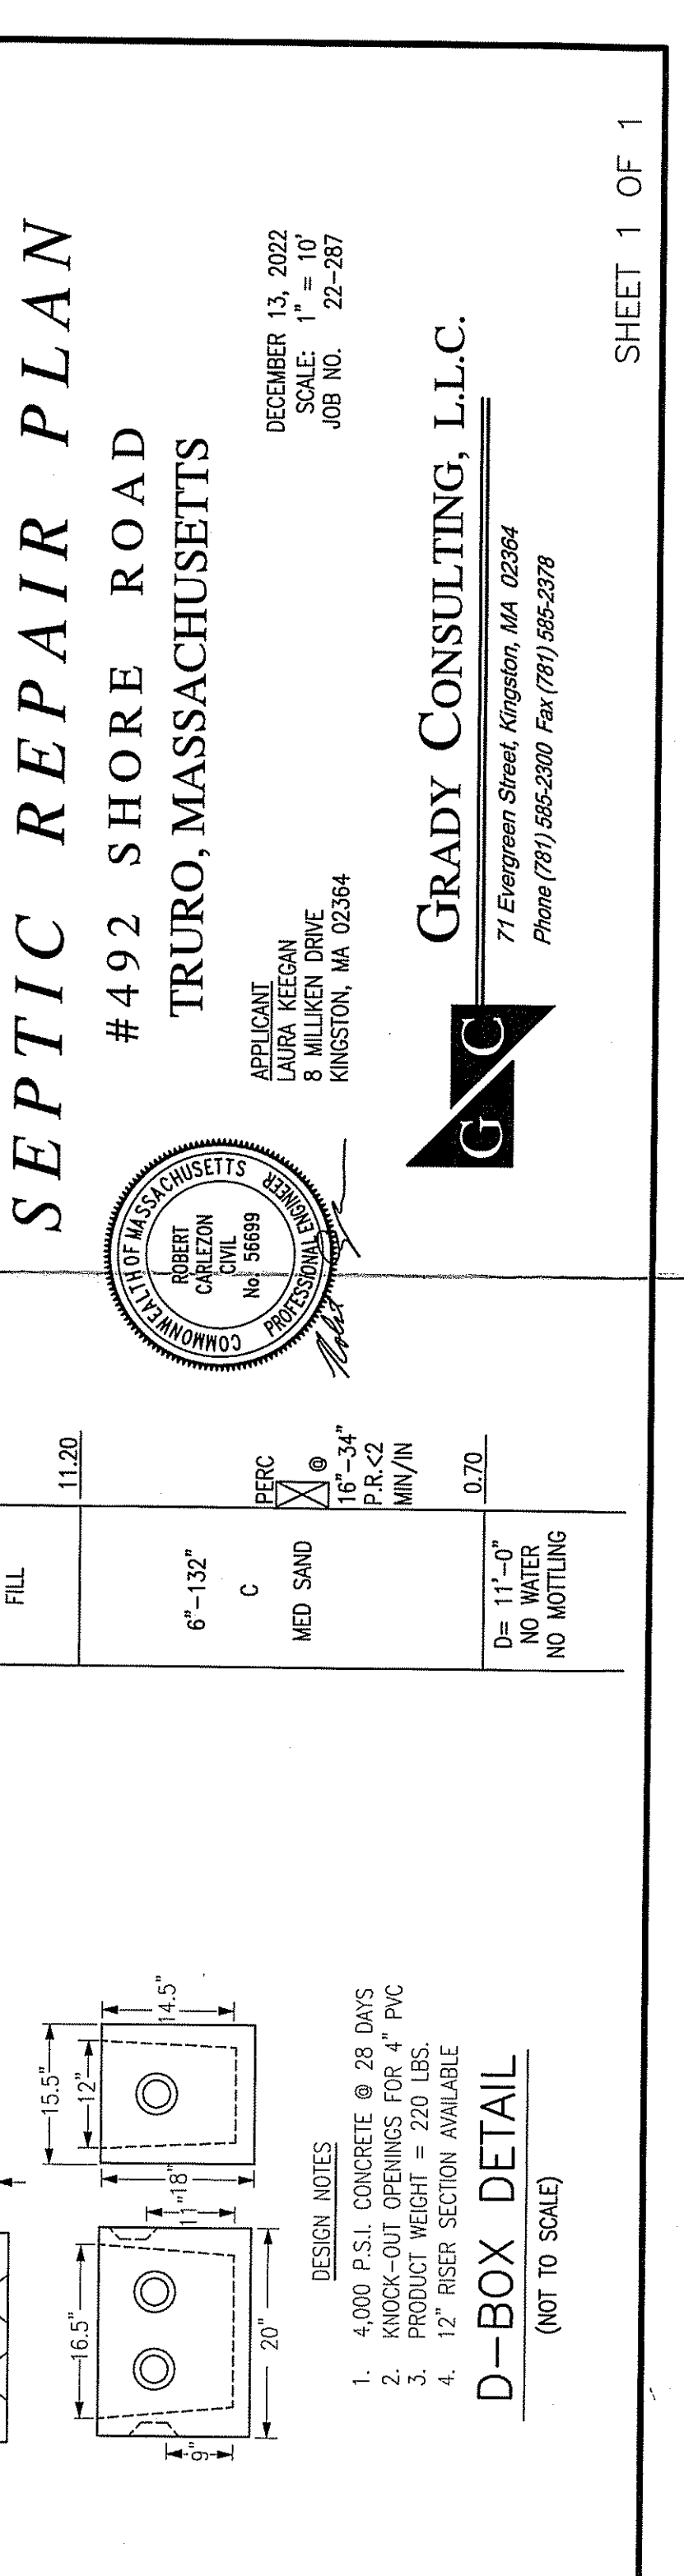 15.5"
12"
14.5"
18"
16.5"
11"
20"
9"
DESIGN NOTES
1. 4,000 P.S.I. CONCRETE @ 28 DAYS
2. KNOCK-OUT OPENINGS FOR 4" PVC
3. PRODUCT WEIGHT = 220 LBS.
4. 12" RISER SECTION AVAILABLE
D-BOX DETAIL
(NOT TO SCALE)
FILL
11.20
6"-132"
C
MED SAND
PERC
@
16"-34"
P.R.<2
MIN/IN
0.70
D= 11'-0"
NO WATER
NO MOTTLING
SEPTIC REPAIR PLAN
#492 SHORE ROAD
TRURO, MASSACHUSETTS
COMMONWEALTH OF MASSACHUSETTS
ROBERT
CARLEZON
CIVIL
No. 56699
PROFESSIONAL ENGINEER
APPLICANT
LAURA KEEGAN
8 MILLIKEN DRIVE
KINGSTON, MA 02364
DECEMBER 13, 2022
SCALE: 1" = 10'
JOB NO. 22-287
G C
GRADY CONSULTING, L.L.C.
71 Evergreen Street, Kingston, MA 02364
Phone (781) 585-2300 Fax (781) 585-2378
SHEET 1 OF 1